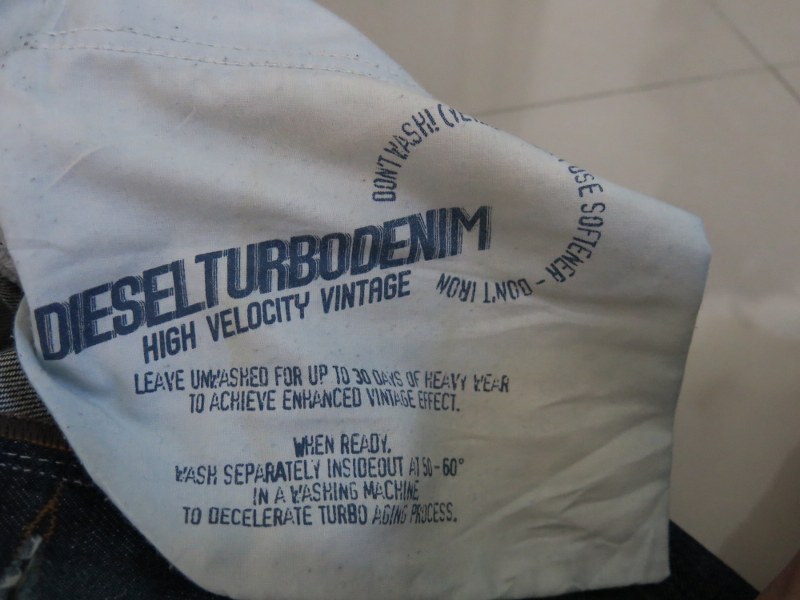 DON'T WASH!
USE SOFTENER - DON'T IRON
DIESELTURBODENIM
HIGH VELOCITY VINTAGE
LEAVE UNWASHED FOR UP TO 30 DAYS OF HEAVY WEAR
TO ACHIEVE ENHANCED VINTAGE EFFECT.
WHEN READY,
WASH SEPARATELY INSIDEOUT AT 50-60°
IN A WASHING MACHINE
TO DECELERATE TURBO AGING PROCESS.